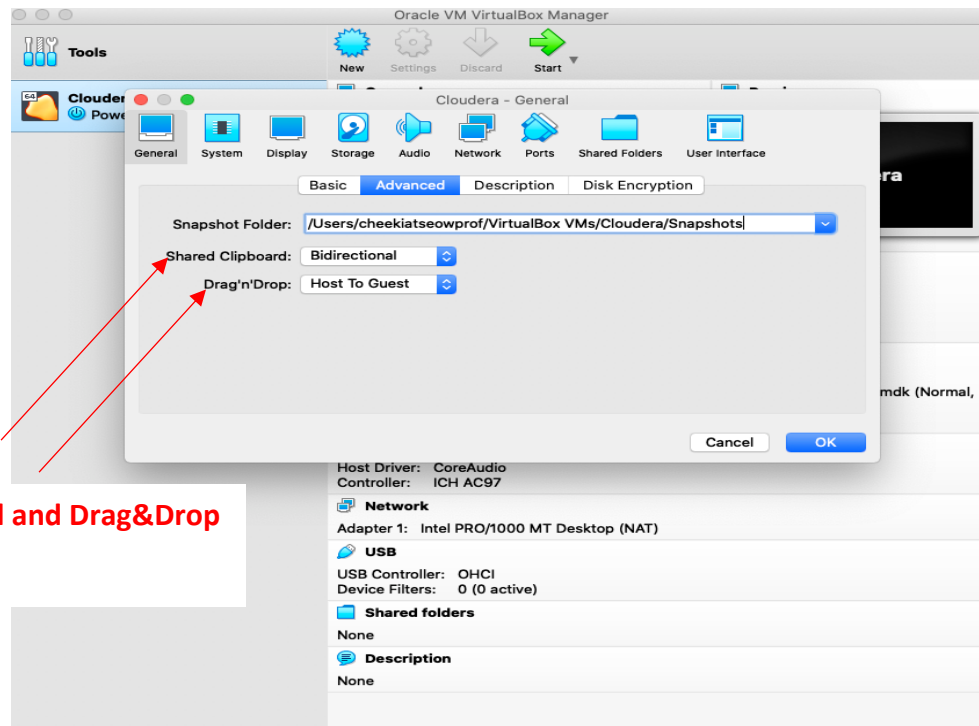 Oracle VM VirtualBox Manager
Tools
New
Settings
Discard
Start
64
Cloudera - General
General
System
Display
Storage
Audio
Network
Ports
Shared Folders
User Interface
Basic
Advanced
Description
Disk Encryption
Snapshot Folder: /Users/cheekiatseowprof/VirtualBox VMs/Cloudera/Snapshots
Shared Clipboard: Bidirectional
Drag'n'Drop: Host To Guest
(Normal,
Cancel
OK
and Drag&Drop
Host Driver: CoreAudio
Controller: ICH AC97
Network
Adapter 1: Intel PRO/1000 MT Desktop (NAT)
USB
USB Controller: OHCI
Device Filters: 0 (0 active)
Shared folders
None
Description
None